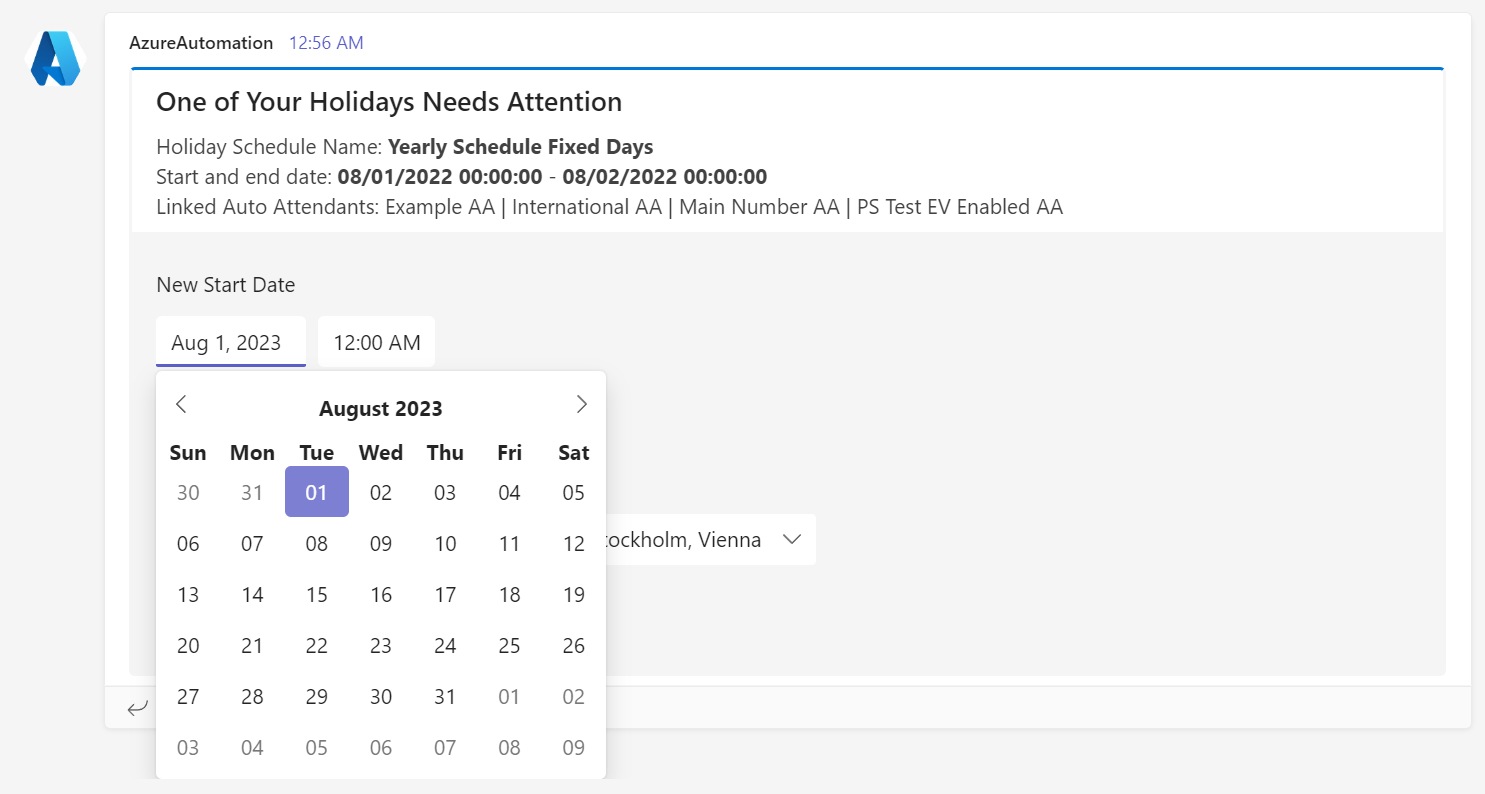 AzureAutomation 12:56 AM
One of Your Holidays Needs Attention
Holiday Schedule Name: Yearly Schedule Fixed Days
Start and end date: 08/01/2022 00:00:00 - 08/02/2022 00:00:00
Linked Auto Attendants: Example AA | International AA | Main Number AA | PS Test EV Enabled AA
New Start Date
Aug 1, 2023 12:00 AM
August 2023
Sun Mon Tue Wed Thu Fri Sat
30 31 01 02 03 04 05
06 07 08 09 10 11 12
tockholm, Vienna
13 14 15 16 17 18 19
20 21 22 23 24 25 26
27 28 29 30 31 01 02
03 04 05 06 07 08 09